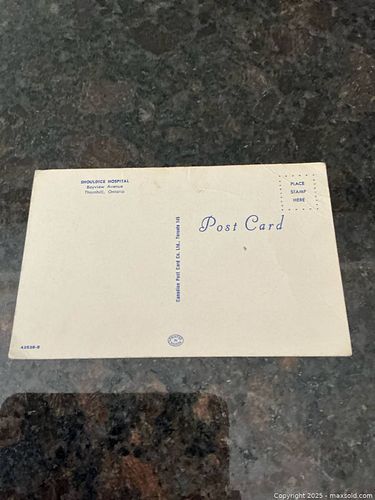 SHOULDICE HOSPITAL
Bayview Avenue
Thornhill, Ontario
PLACE
STAMP
HERE
Post Card
Canadian Post Card Co. Ltd., Toronto 145
Copyright © 2025 - maxsold.com